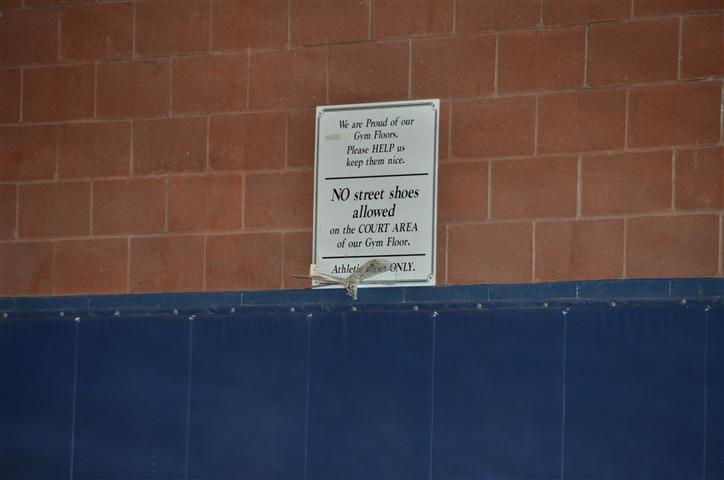 We are Proud of our
Gym Floors.
Please HELP us
keep them nice.
NO street shoes
allowed
on the COURT AREA
of our Gym Floor.
Athletic shoes ONLY.